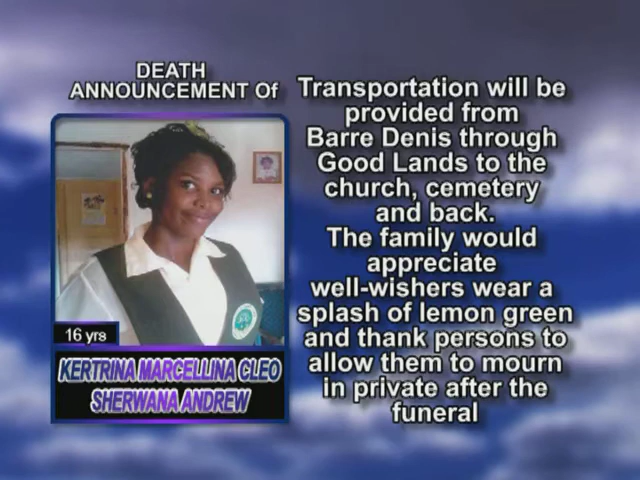 DEATH
ANNOUNCEMENT Of
16 yrs
KERTRINA MARCELLINA CLEO
SHERWANA ANDREW
Transportation will be
provided from
Barre Denis through
Good Lands to the
church, cemetery
and back.
The family would
appreciate
well-wishers wear a
splash of lemon green
and thank persons to
allow them to mourn
in private after the
funeral